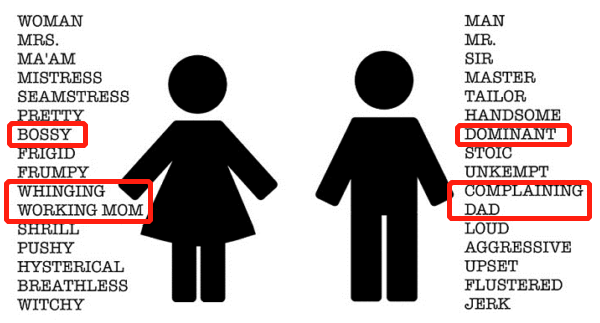 WOMAN
MRS.
MA'AM
MISTRESS
SEAMSTRESS
PRETTY
BOSSY
FRIGID
FRUMPY
WHINGING
WORKING MOM
SHRILL
PUSHY
HYSTERICAL
BREATHLESS
WITCHY
MAN
MR.
SIR
MASTER
TAILOR
HANDSOME
DOMINANT
STOIC
UNKEMPT
COMPLAINING
DAD
LOUD
AGGRESSIVE
UPSET
FLUSTERED
JERK